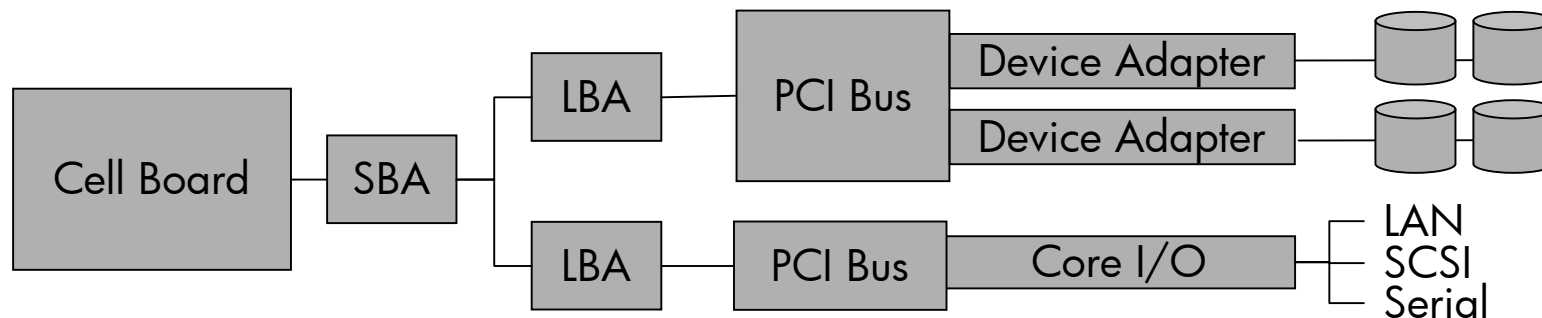 Cell Board
SBA
LBA
PCI Bus
Device Adapter
Device Adapter
LBA
PCI Bus
Core I/O
LAN
SCSI
Serial